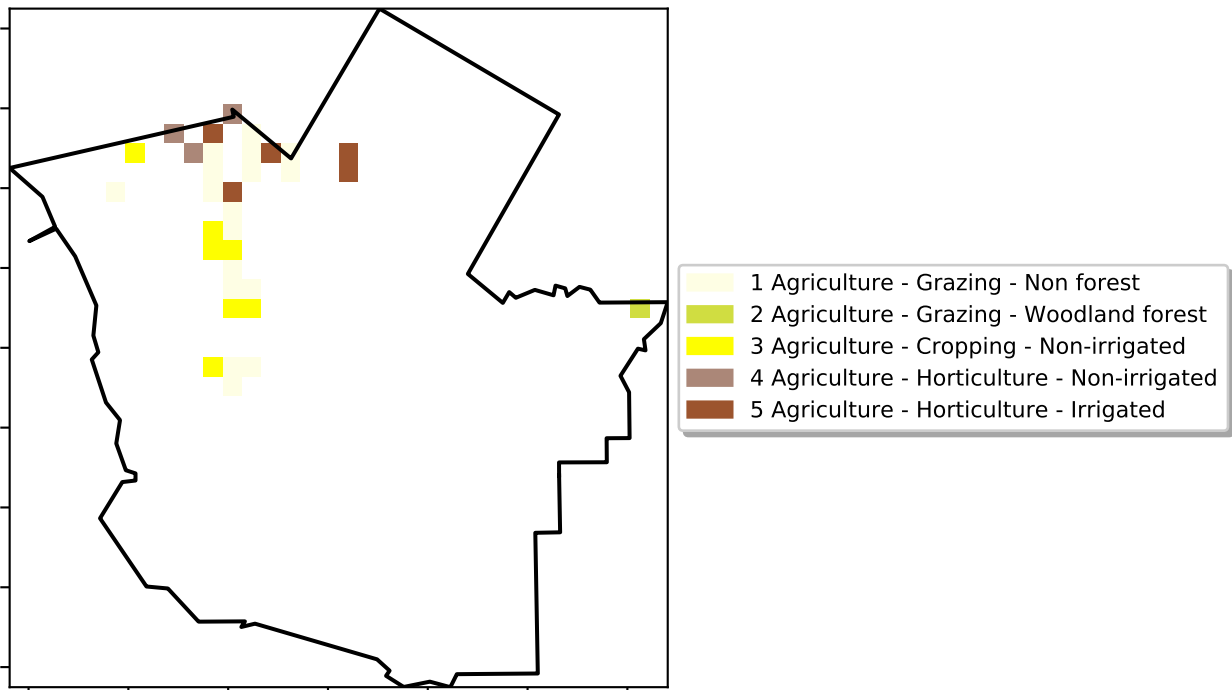 1 Agriculture - Grazing - Non forest
2 Agriculture - Grazing - Woodland forest
3 Agriculture - Cropping - Non-irrigated
4 Agriculture - Horticulture - Non-irrigated
5 Agriculture - Horticulture - Irrigated